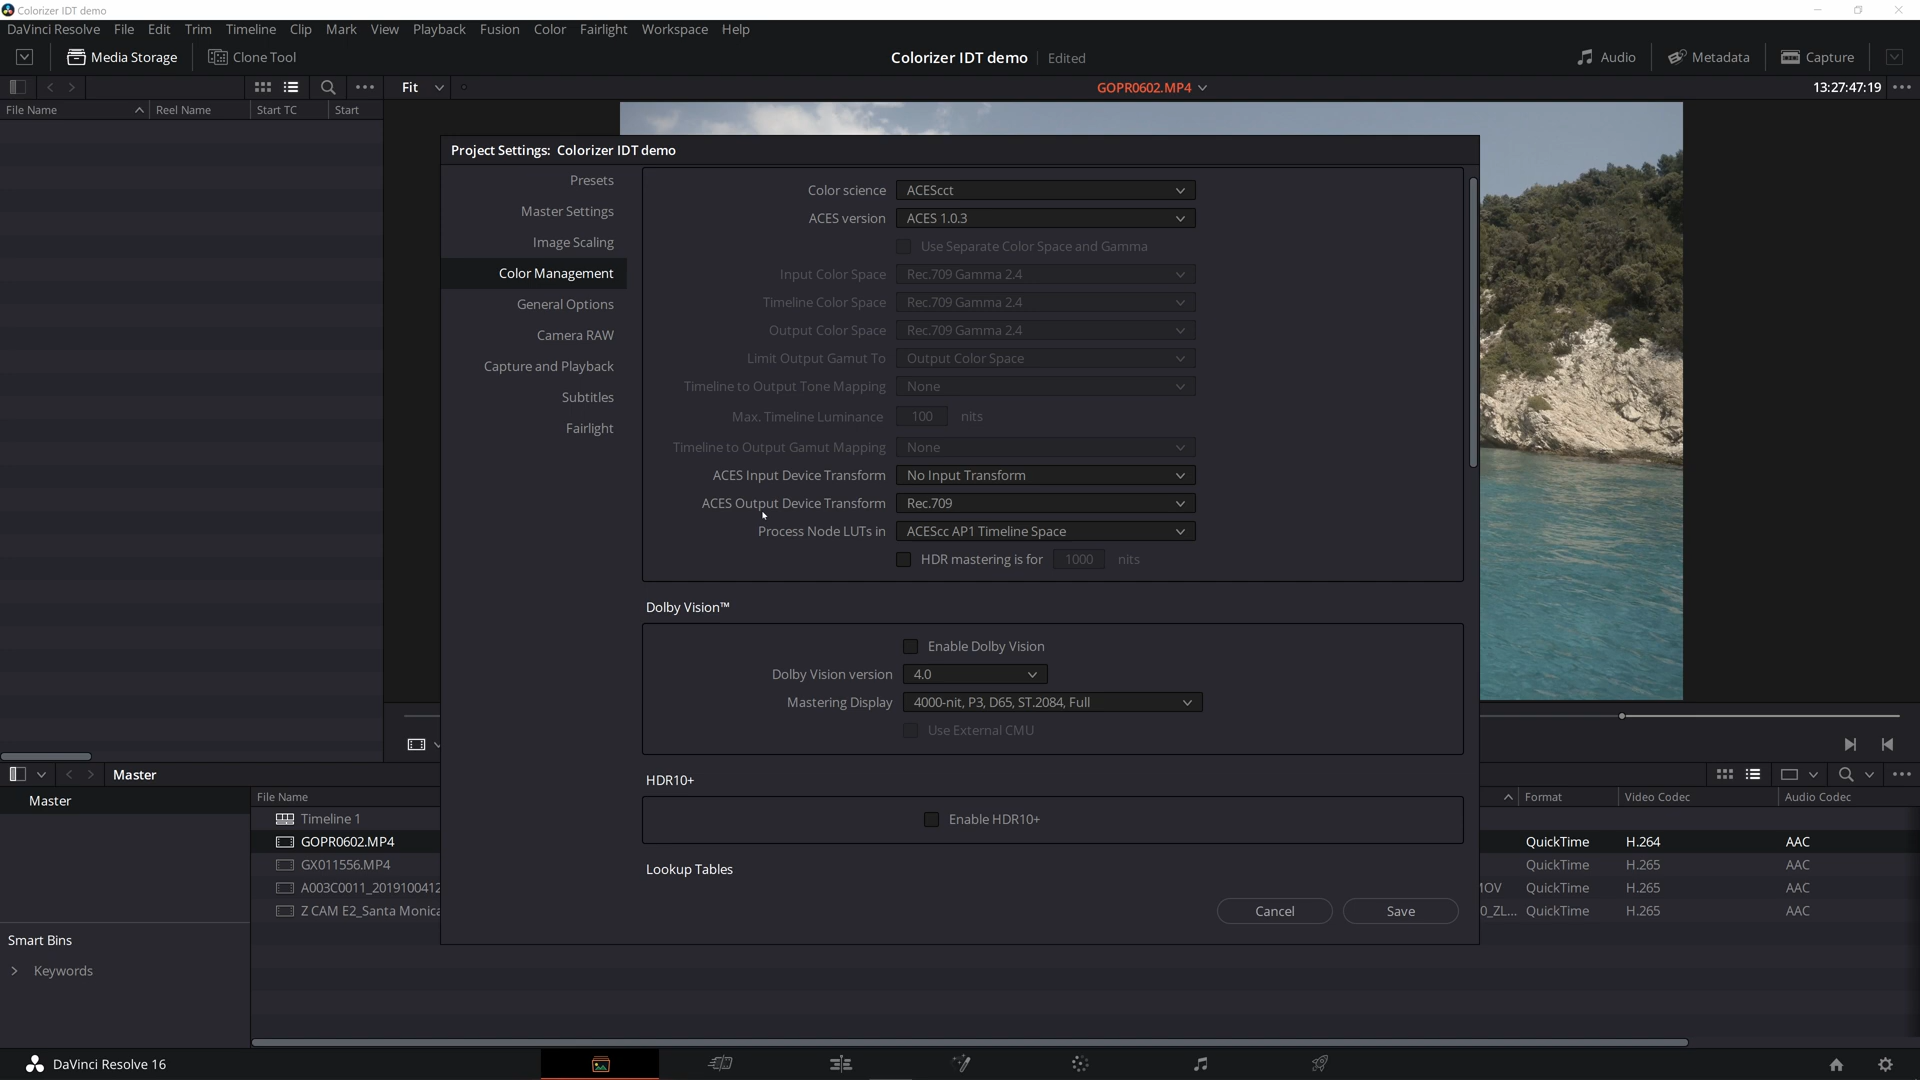 Colorizer IDT demo
DaVinci Resolve File Edit Trim Timeline Clip Mark View Playback Fusion Color Fairlight Workspace Help
Media Storage Clone Tool Colorizer IDT demo Edited Audio Metadata Capture
Fit GOPR0602.MP4 13:27:47:19
File Name Reel Name Start TC Start
Project Settings: Colorizer IDT demo
Presets
Master Settings
Image Scaling
Color Management
General Options
Camera RAW
Capture and Playback
Subtitles
Fairlight
Color science ACEScct
ACES version ACES 1.0.3
Use Separate Color Space and Gamma
Input Color Space Rec.709 Gamma 2.4
Timeline Color Space Rec.709 Gamma 2.4
Output Color Space Rec.709 Gamma 2.4
Limit Output Gamut To Output Color Space
Timeline to Output Tone Mapping None
Max. Timeline Luminance 100 nits
Timeline to Output Gamut Mapping None
ACES Input Device Transform No Input Transform
ACES Output Device Transform Rec.709
Process Node LUTs in ACEScc AP1 Timeline Space
HDR mastering is for 1000 nits
Dolby Vision™
Enable Dolby Vision
Dolby Vision version 4.0
Mastering Display 4000-nit, P3, D65, ST.2084, Full
Use External CMU
HDR10+
Enable HDR10+
Lookup Tables
Cancel Save
Master
Master
Smart Bins
Keywords
File Name Format Video Codec Audio Codec
Timeline 1
GOPR0602.MP4 QuickTime H.264 AAC
GX011556.MP4 QuickTime H.265 AAC
A003C0011_2019100412 MOV QuickTime H.265 AAC
Z CAM E2_Santa Monica 0_ZL... QuickTime H.265 AAC
DaVinci Resolve 16